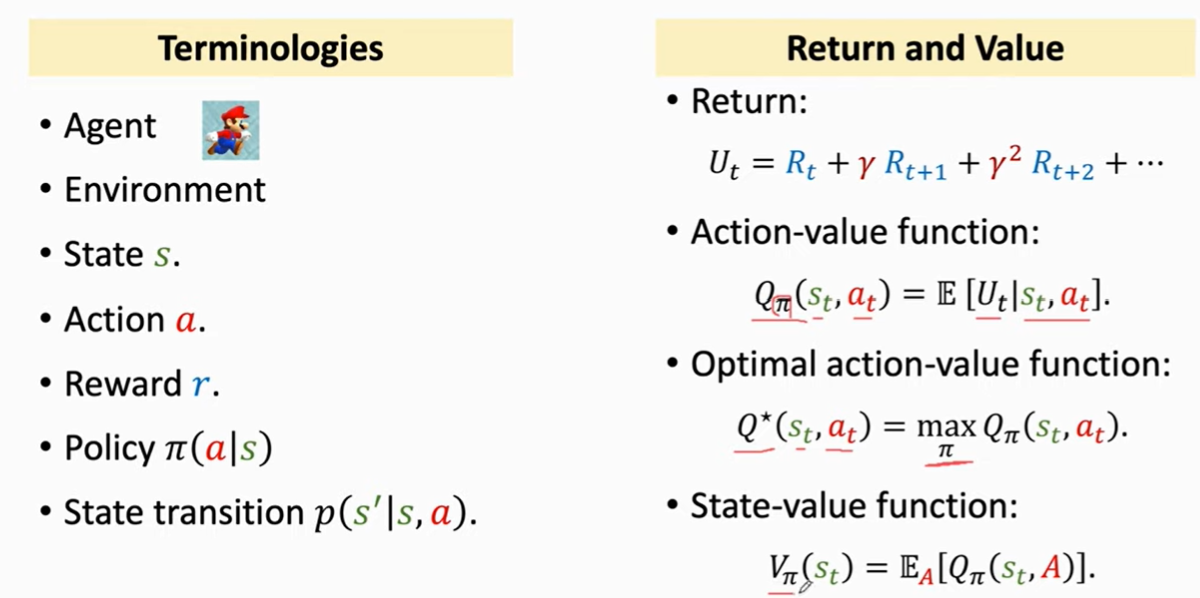 Terminologies
• Agent
• Environment
• State s.
• Action a.
• Reward r.
• Policy π(a|s)
• State transition p(s′|s, a).
Return and Value
• Return:
U_t = R_t + γ R_{t+1} + γ² R_{t+2} + ⋯
• Action-value function:
Q_π(s_t, a_t) = 𝔼 [U_t|s_t, a_t].
• Optimal action-value function:
Q⋆(s_t, a_t) = max_π Q_π(s_t, a_t).
• State-value function:
V_π(s_t) = 𝔼_A[Q_π(s_t, A)].